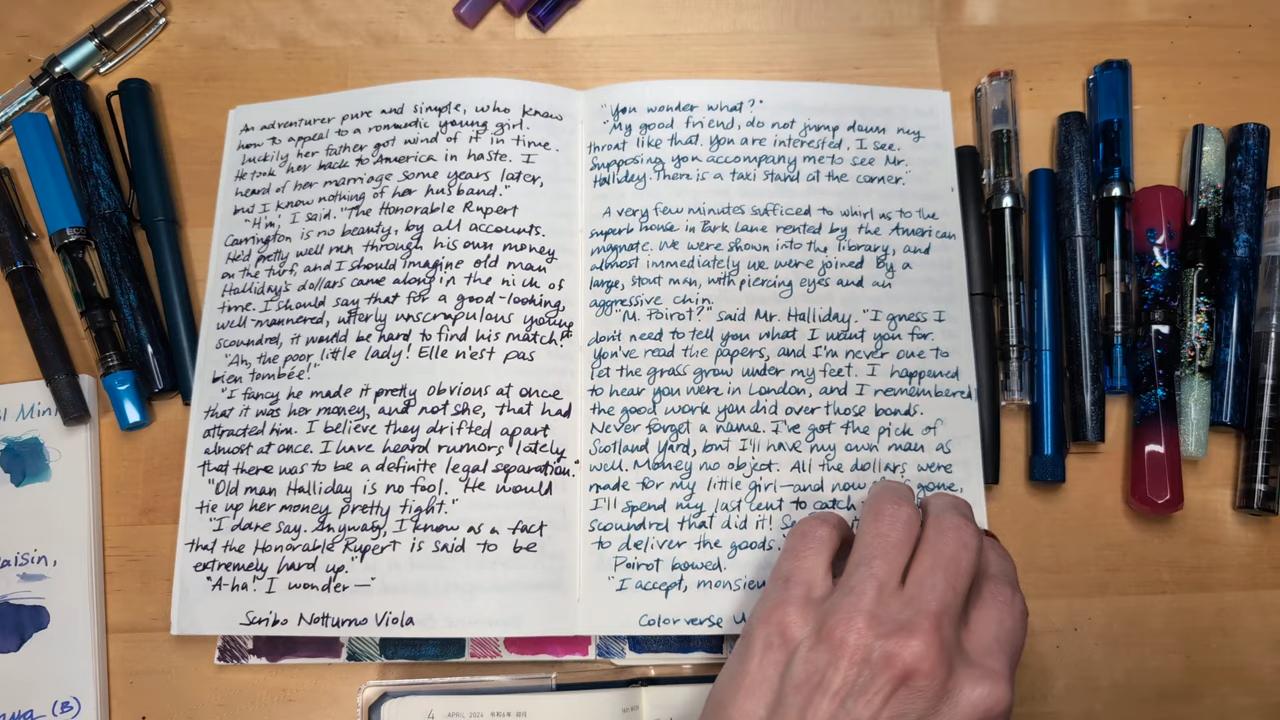 An adventurer pure and simple, who knew
how to appeal to a romantic young girl.
Luckily her father got wind of it in time.
He took her back to America in haste. I
heard of her marriage some years later,
but I know nothing of her husband."
"H'm," I said. "The Honorable Rupert
Carrington is no beauty, by all accounts.
He'd pretty well run through his own money
on the turf, and I should imagine old man
Halliday's dollars came along in the nick of
time. I should say that for a good-looking,
well-mannered, utterly unscrupulous young
scoundrel, it would be hard to find his match!"
"Ah, the poor little lady! Elle n'est pas
bien tombée!"
"I fancy he made it pretty obvious at once
that it was her money, and not she, that had
attracted him. I believe they drifted apart
almost at once. I have heard rumors lately
that there was to be a definite legal separation."
"Old man Halliday is no fool. He would
tie up her money pretty tight."
"I dare say. Anyway, I know as a fact
that the Honorable Rupert is said to be
extremely hard up."
"A-ha! I wonder—"
Scribo Notturno Viola
"You wonder what?"
"My good friend, do not jump down my
throat like that. You are interested, I see.
Supposing you accompany me to see Mr.
Halliday. There is a taxi stand at the corner."
A very few minutes sufficed to whirl us to the
superb house in Park Lane rented by the American
magnate. We were shown into the library, and
almost immediately we were joined by a
large, stout man, with piercing eyes and an
aggressive chin.
"M. Poirot?" said Mr. Halliday. "I guess I
don't need to tell you what I want you for.
You've read the papers, and I'm never one to
let the grass grow under my feet. I happened
to hear you were in London, and I remembered
the good work you did over those bonds.
Never forget a name. I've got the pick of
Scotland Yard, but I'll have my own man as
well. Money no object. All the dollars were
made for my little girl—and now she's gone,
I'll spend my last cent to catch
scoundrel that did it!
to deliver the goods.
Poirot bowed.
"I accept, monsieu
Colorverse
Mini
aisin,
(B)
ECO
4 APRIL 2024 令和6年 卯月